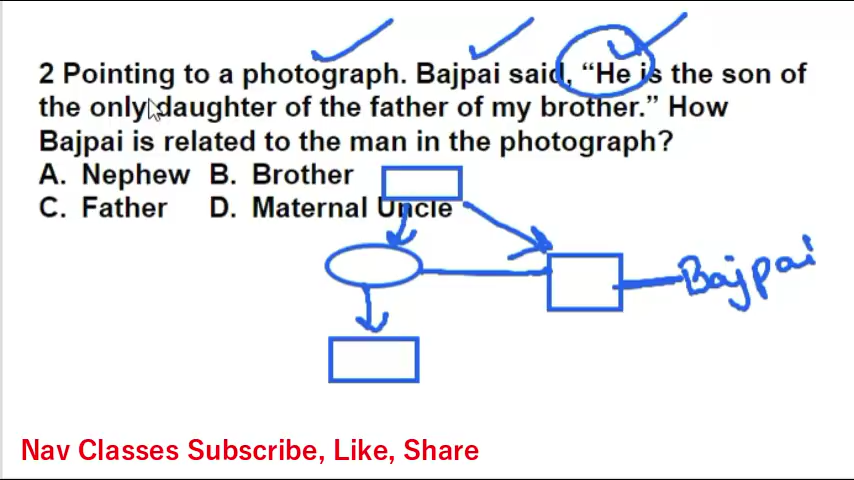 2 Pointing to a photograph. Bajpai said, “He is the son of
the only daughter of the father of my brother.” How
Bajpai is related to the man in the photograph?
A. Nephew B. Brother
C. Father D. Maternal Uncle
Bajpai
Nav Classes Subscribe, Like, Share